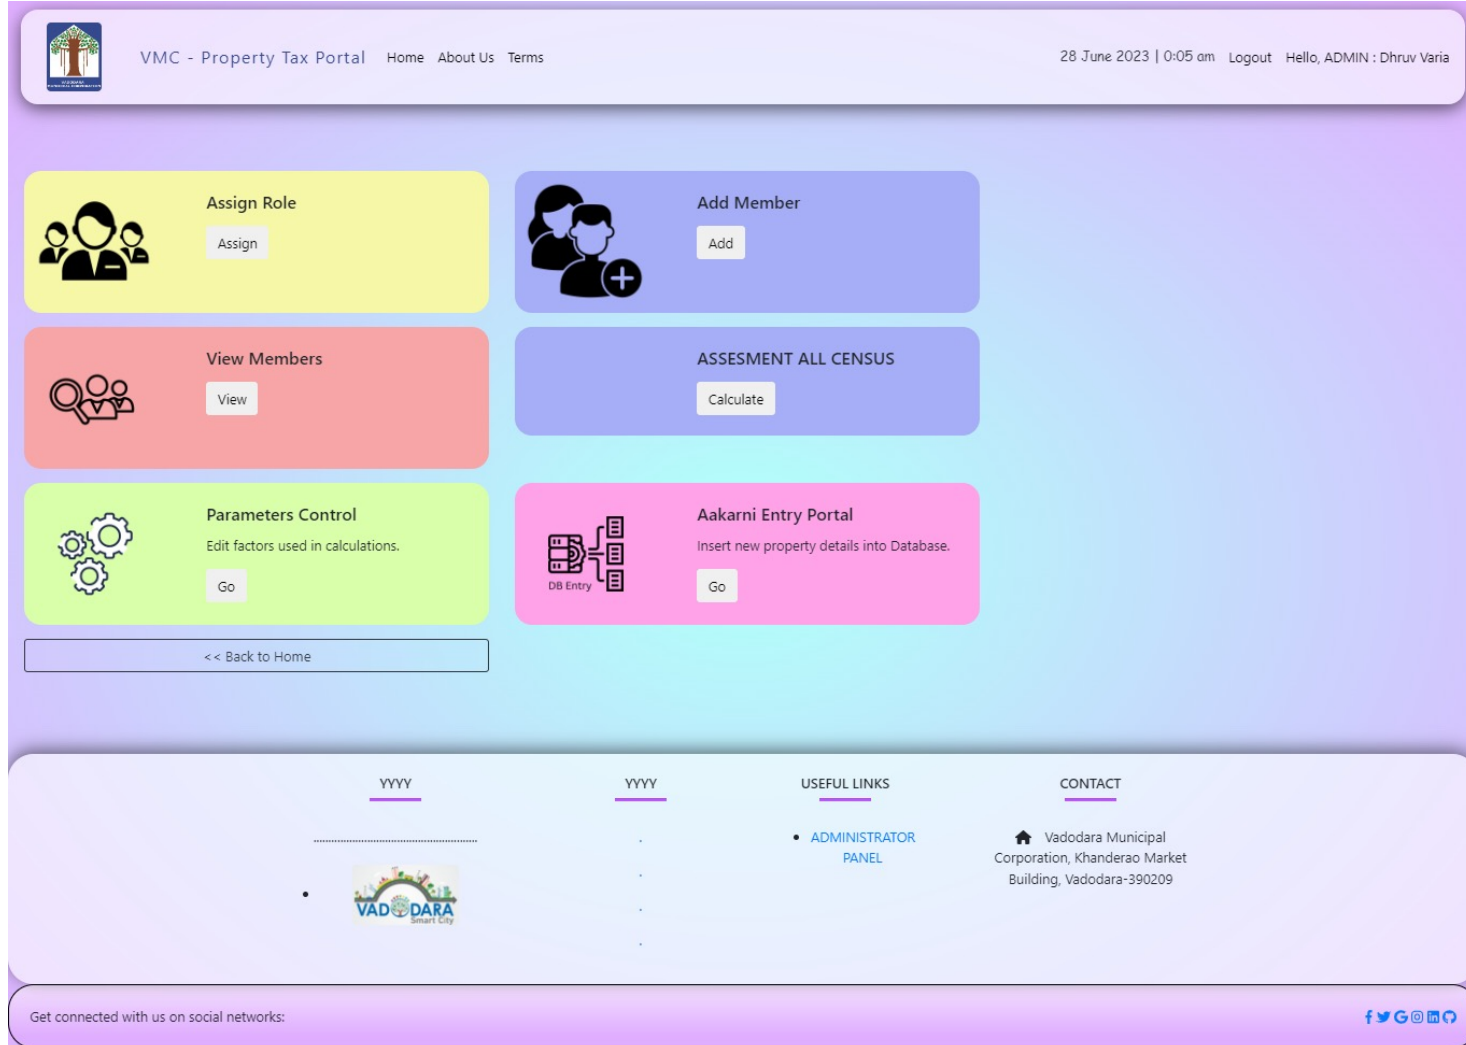 VMC - Property Tax Portal Home About Us Terms 28 June 2023 | 0:05 am Logout Hello, ADMIN : Dhruv Varia
Assign Role
Assign
Add Member
Add
View Members
View
ASSESMENT ALL CENSUS
Calculate
Parameters Control
Edit factors used in calculations.
Go
DB Entry
Aakarni Entry Portal
Insert new property details into Database.
Go
<< Back to Home
YYYY
VADODARA
Smart City
YYYY
USEFUL LINKS
ADMINISTRATOR
PANEL
CONTACT
Vadodara Municipal
Corporation, Khanderao Market
Building, Vadodara-390209
Get connected with us on social networks: